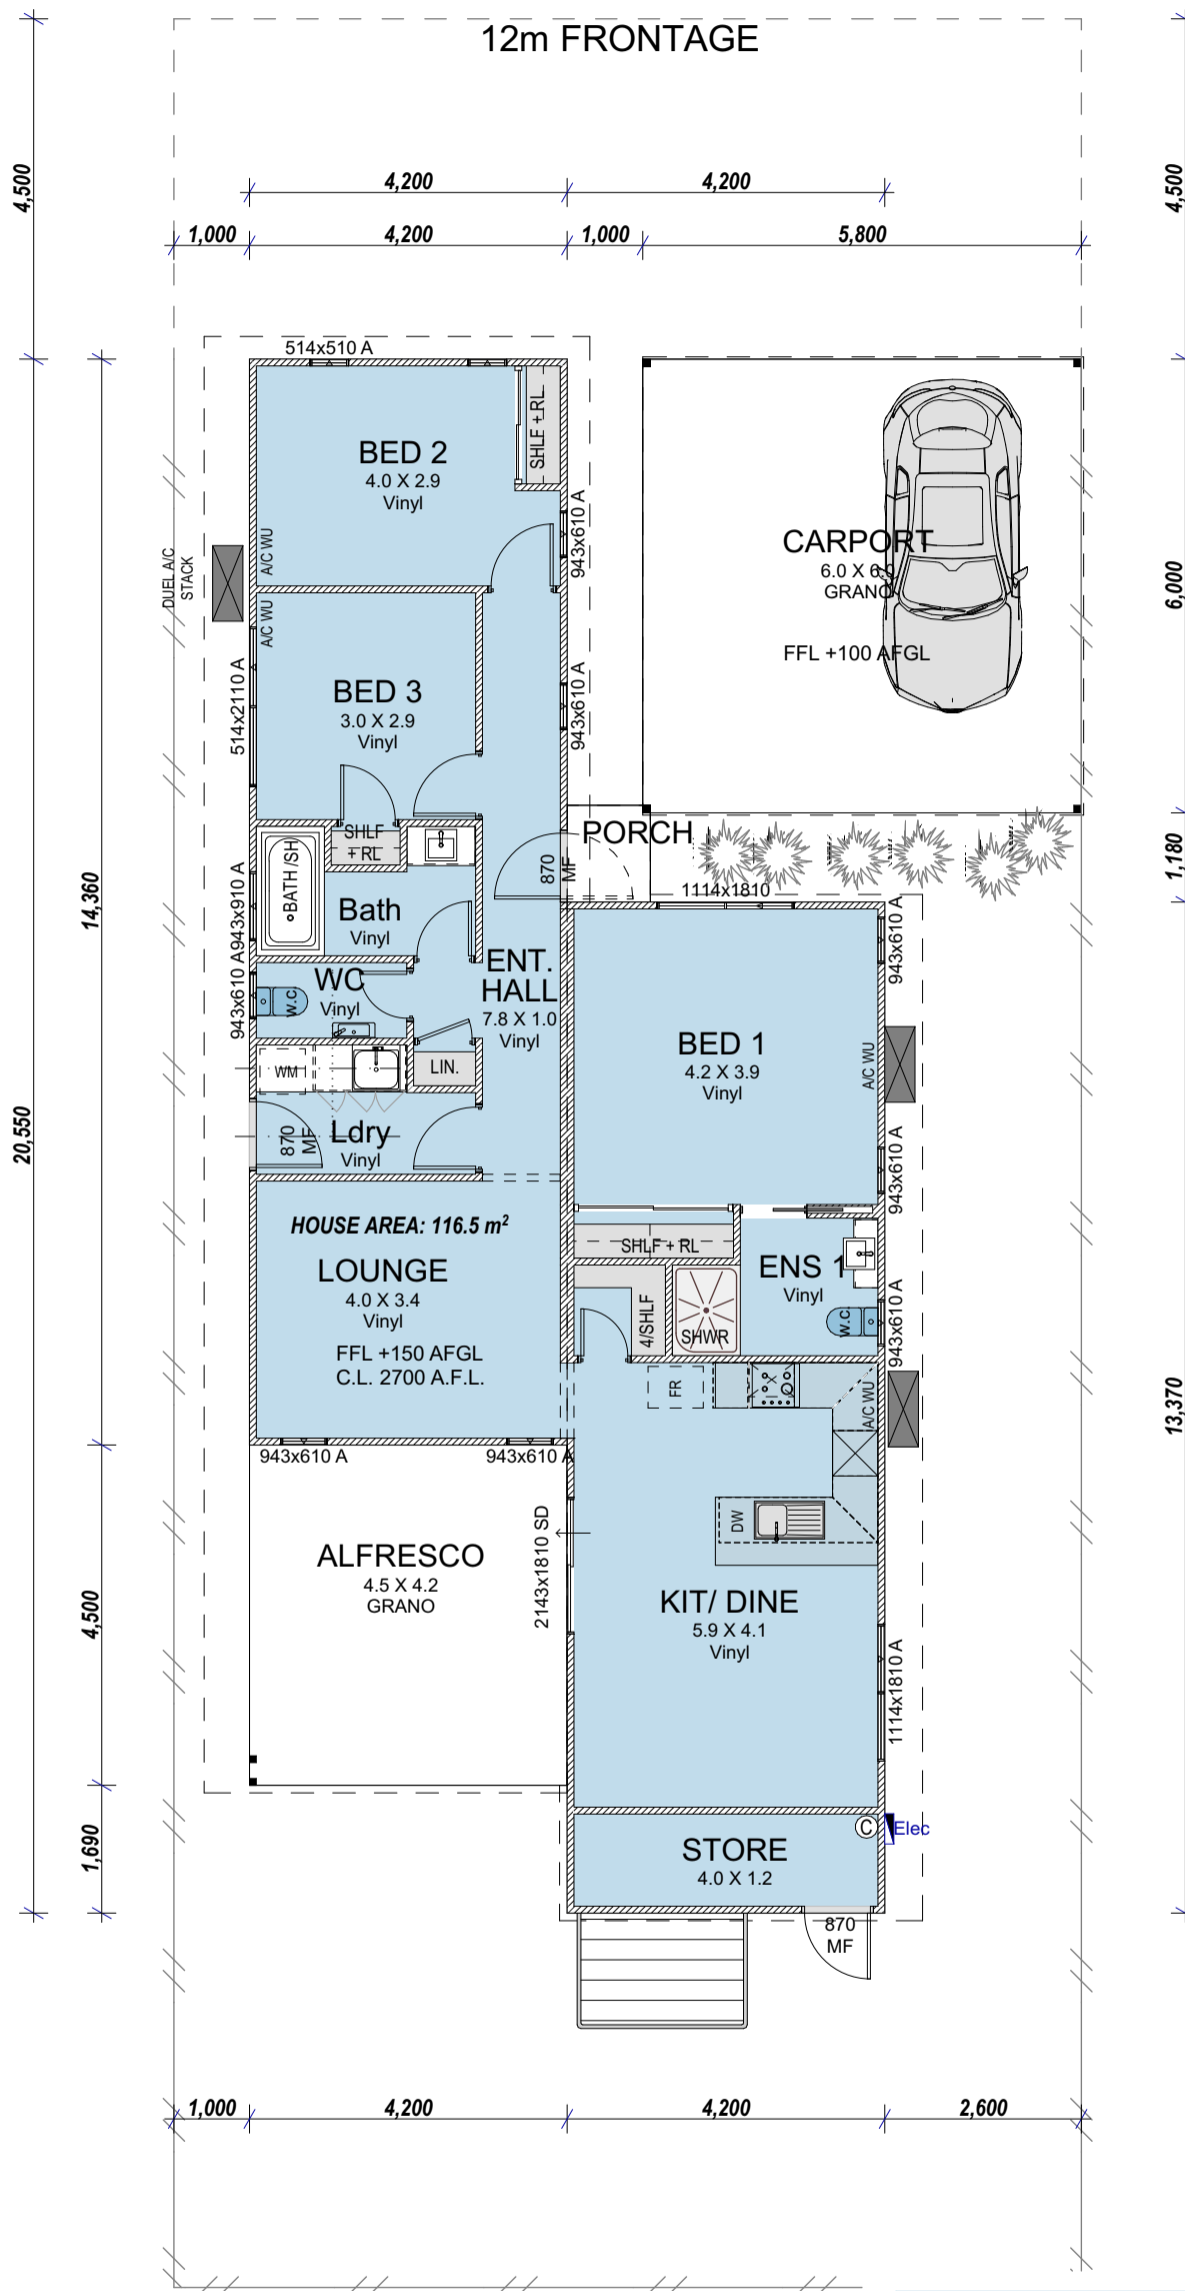 12m FRONTAGE
4,500
4,200
4,200
4,500
1,000
4,200
1,000
5,800
514x510 A
SHLF + RL
BED 2
4.0 X 2.9
Vinyl
A/C WU
943x610 A
DUEL A/C
STACK
CARPORT
6.0 X 6.0
GRANO
FFL +100 AFGL
6,000
A/C WU
514x2110 A
BED 3
3.0 X 2.9
Vinyl
943x610 A
SHLF
+ RL
PORCH
870
MF
1,180
14,360
BATH/SH
943x910 A
Bath
Vinyl
1114x1810
943x610 A
943x610 A
WC
Vinyl
W.C
ENT.
HALL
7.8 X 1.0
Vinyl
BED 1
4.2 X 3.9
Vinyl
A/C WU
WM
LIN.
20,550
870
MF
Ldry
Vinyl
943x610 A
HOUSE AREA: 116.5 m²
LOUNGE
4.0 X 3.4
Vinyl
FFL +150 AFGL
C.L. 2700 A.F.L.
SHLF + RL
ENS 1
Vinyl
W.C.
4/SHLF
SHWR
943x610 A
FR
A/C WU
13,370
943x610 A
943x610 A
2143x1810 SD
DW
ALFRESCO
4.5 X 4.2
GRANO
4,500
KIT/ DINE
5.9 X 4.1
Vinyl
1114x1810 A
C
Elec
1,690
STORE
4.0 X 1.2
870
MF
1,000
4,200
4,200
2,600